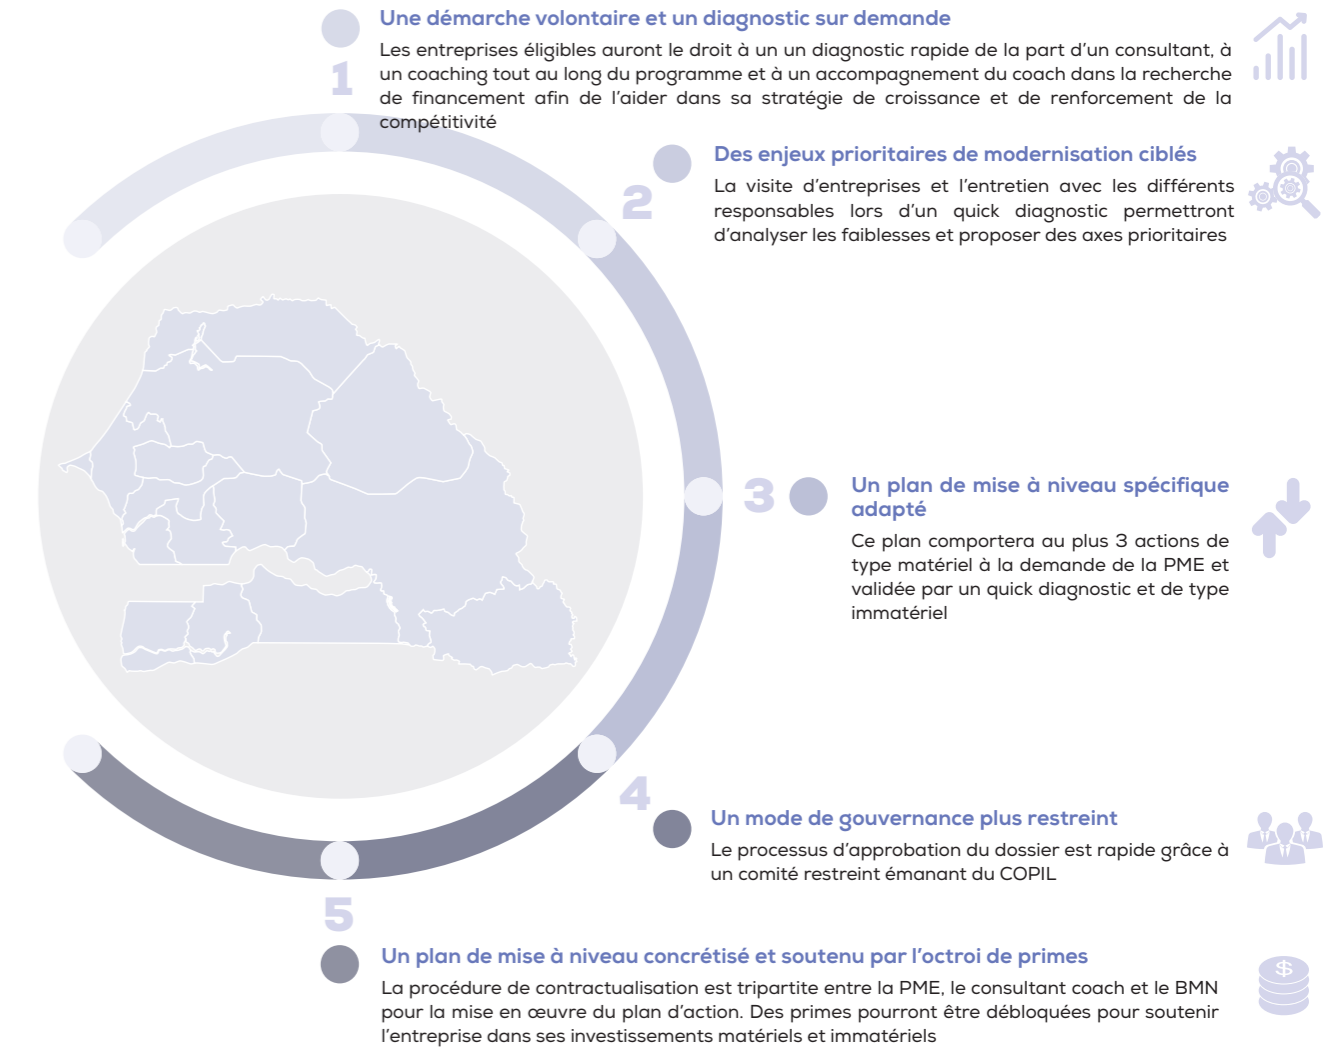 Une démarche volontaire et un diagnostic sur demande
1
Les entreprises éligibles auront le droit à un un diagnostic rapide de la part d'un consultant, à
un coaching tout au long du programme et à un accompagnement du coach dans la recherche
de financement afin de l'aider dans sa stratégie de croissance et de renforcement de la
compétitivité
2
Des enjeux prioritaires de modernisation ciblés
La visite d'entreprises et l'entretien avec les différents
responsables lors d'un quick diagnostic permettront
d'analyser les faiblesses et proposer des axes prioritaires
3
Un plan de mise à niveau spécifique
adapté
Ce plan comportera au plus 3 actions de
type matériel à la demande de la PME et
validée par un quick diagnostic et de type
immatériel
4
Un mode de gouvernance plus restreint
Le processus d'approbation du dossier est rapide grâce à
un comité restreint émanant du COPIL
5
Un plan de mise à niveau concrétisé et soutenu par l'octroi de primes
La procédure de contractualisation est tripartite entre la PME, le consultant coach et le BMN
pour la mise en œuvre du plan d'action. Des primes pourront être débloquées pour soutenir
l'entreprise dans ses investissements matériels et immatériels
$